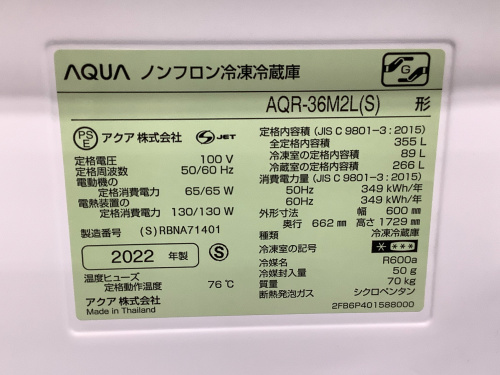 AQUA ノンフロン冷凍冷蔵庫
G
AQR-36M2L(S) 形
PS E アクア 株式会社 S JET
定格電圧 100 V
定格周波数 50/60 Hz
電動機の
定格消費電力 65/65 W
電熱装置の
定格消費電力 130/130 W
製造番号 (S)RBNA71401
2022 年製 S
温度ヒューズ
定格動作温度 76℃
アクア 株式会社
Made in Thailand
定格内容積 (JIS C 9801-3:2015)
全定格内容積 355 L
冷凍室の定格内容積 89 L
冷蔵室の定格内容積 266 L
消費電力量 (JIS C 9801-3:2015)
50Hz 349 kWh/年
60Hz 349 kWh/年
外形寸法 幅 600 mm
奥行 662 mm 高さ 1729 mm
種類 冷凍冷蔵庫
冷凍室の記号 * ***
冷媒名 R600a
冷媒封入量 50 g
質量 70 kg
断熱発泡ガス シクロペンタン
2FB6P401588000